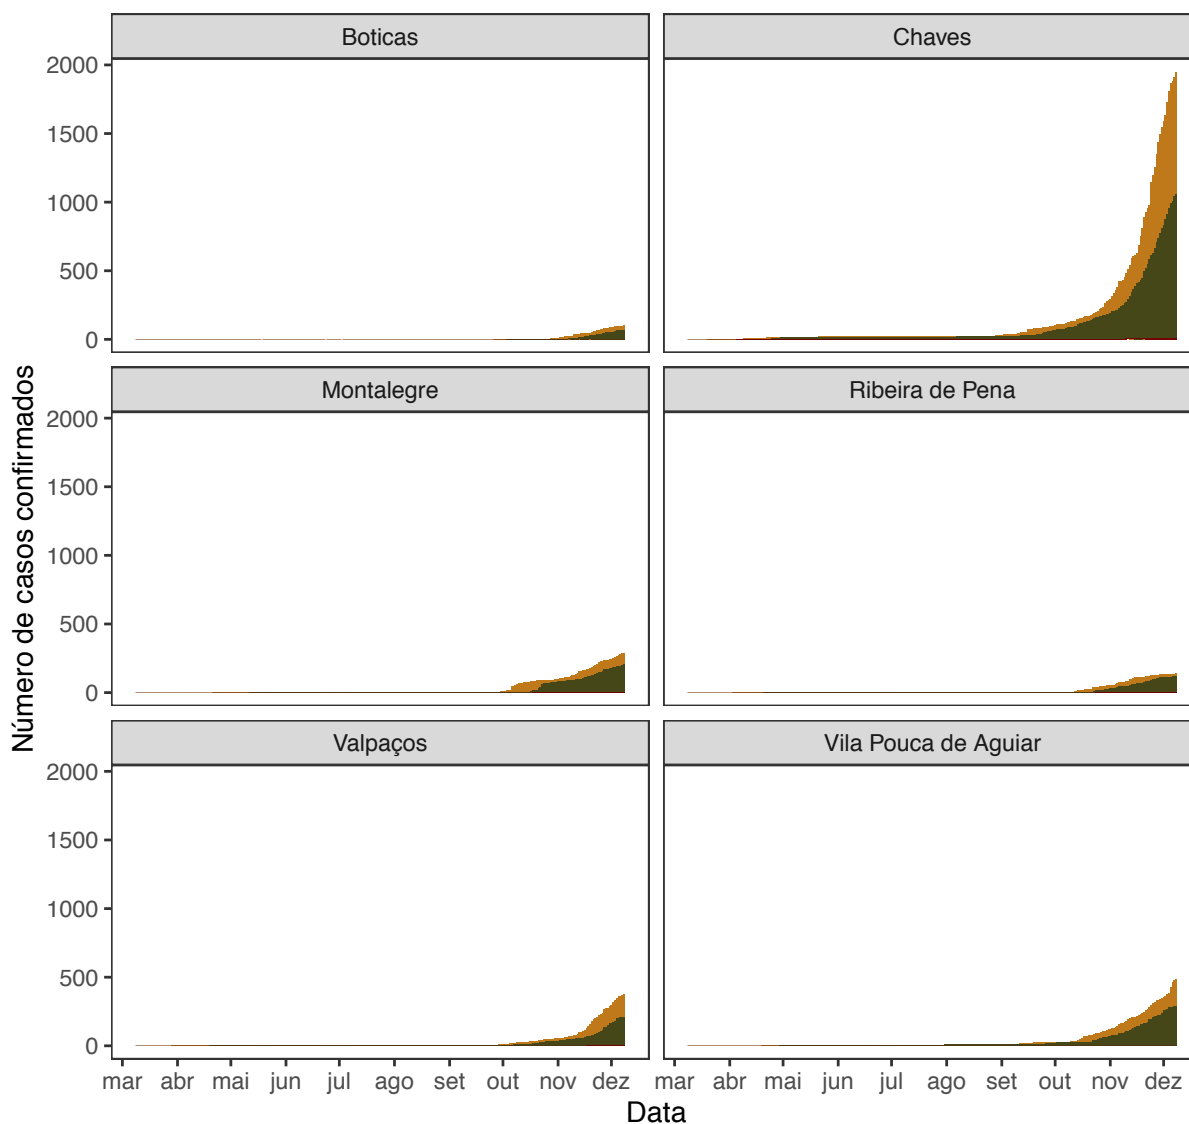 Boticas
Chaves
2000
1500
1000
500
0
Montalegre
Ribeira de Pena
2000
1500
1000
500
0
Valpaços
Vila Pouca de Aguiar
2000
1500
1000
500
0
mar abr mai jun jul ago set out nov dez
mar abr mai jun jul ago set out nov dez
Data
Número de casos confirmados